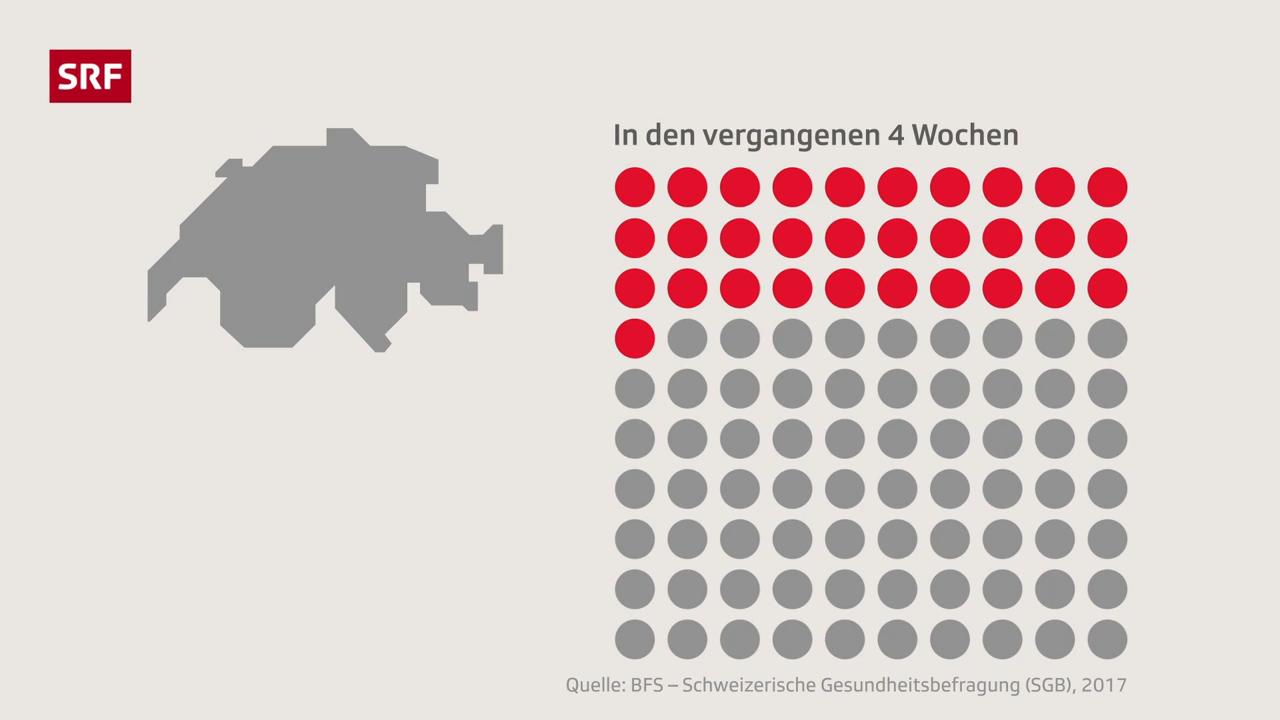 SRF
In den vergangenen 4 Wochen
Quelle: BFS – Schweizerische Gesundheitsbefragung (SGB), 2017